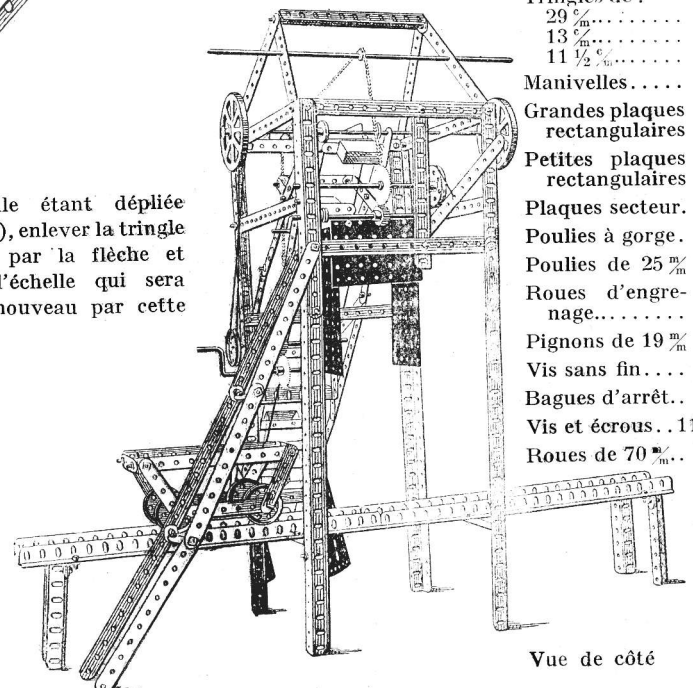 29 c/m.........
13 c/m.........
11 ½ c/m.......
Manivelles.....
Grandes plaques
rectangulaires
Petites plaques
rectangulaires
Plaques secteur.
Poulies à gorge.
Poulies de 25 m/m
Roues d'engre-
nage.........
Pignons de 19 m/m
Vis sans fin....
Bagues d'arrêt..
Vis et écrous..11
Roues de 70 m/m..
le étant dépliée
), enlever la tringle
par la flèche et
l'échelle qui sera
nouveau par cette
Vue de côté